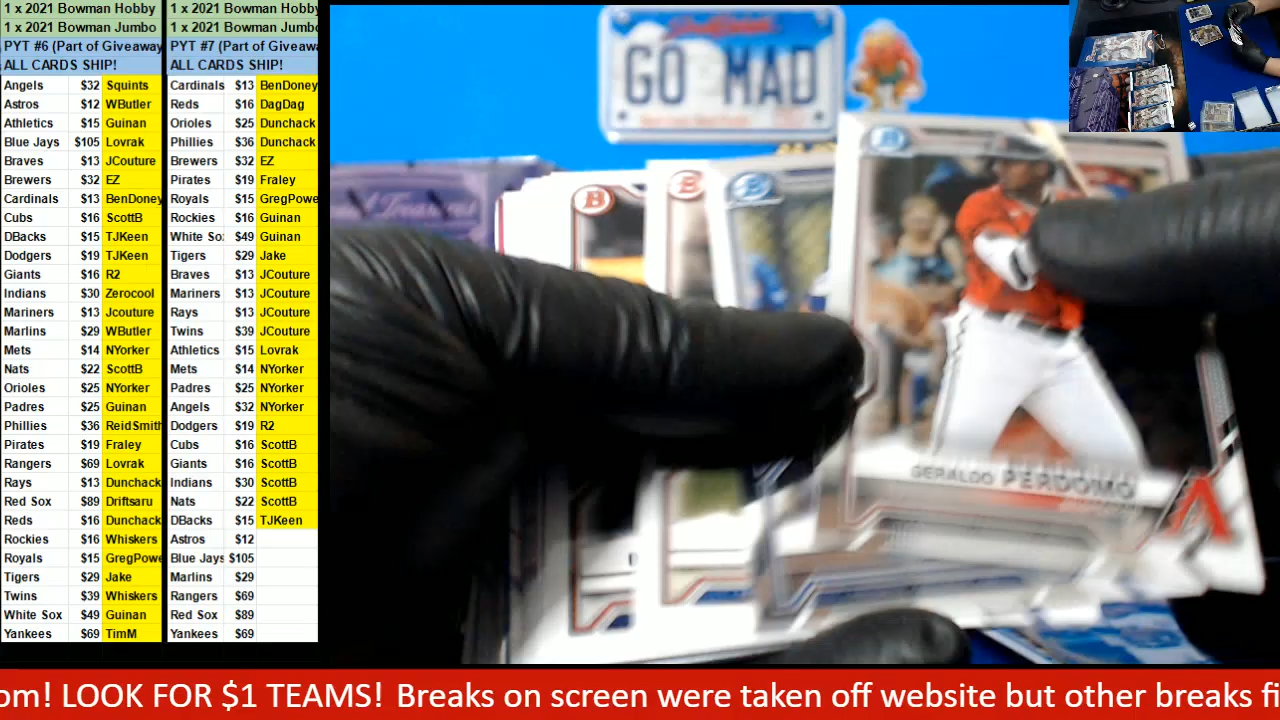 1 x 2021 Bowman Hobby
1 x 2021 Bowman Jumbo
PYT #6 (Part of Giveaway
ALL CARDS SHIP!
Angels $32 Squints
Astros $12 WButler
Athletics $15 Guinan
Blue Jays $105 Lovrak
Braves $13 JCouture
Brewers $32 EZ
Cardinals $13 BenDoney
Cubs $16 ScottB
DBacks $15 TJKeen
Dodgers $19 TJKeen
Giants $16 R2
Indians $30 Zerocool
Mariners $13 Jcouture
Marlins $29 WButler
Mets $14 NYorker
Nats $22 ScottB
Orioles $25 NYorker
Padres $25 Guinan
Phillies $36 ReidSmith
Pirates $19 Fraley
Rangers $69 Lovrak
Rays $13 Dunchack
Red Sox $89 Driftsaru
Reds $16 Dunchack
Rockies $16 Whiskers
Royals $15 GregPowe
Tigers $29 Jake
Twins $39 Whiskers
White Sox $49 Guinan
Yankees $69 TimM
1 x 2021 Bowman Hobby
1 x 2021 Bowman Jumbo
PYT #7 (Part of Giveawa
ALL CARDS SHIP!
Cardinals $13 BenDoney
Reds $16 DagDag
Orioles $25 Dunchack
Phillies $36 Dunchack
Brewers $32 EZ
Pirates $19 Fraley
Royals $15 GregPowe
Rockies $16 Guinan
White So $49 Guinan
Tigers $29 Jake
Braves $13 JCouture
Mariners $13 JCouture
Rays $13 JCouture
Twins $39 JCouture
Athletics $15 Lovrak
Mets $14 NYorker
Padres $25 NYorker
Angels $32 NYorker
Dodgers $19 R2
Cubs $16 ScottB
Giants $16 ScottB
Indians $30 ScottB
Nats $22 ScottB
DBacks $15 TJKeen
Astros $12
Blue Jays $105
Marlins $29
Rangers $69
Red Sox $89
Yankees $69
GO MAD
GERALDO PERDOMO
om! LOOK FOR $1 TEAMS! Breaks on screen were taken off website but other breaks fi